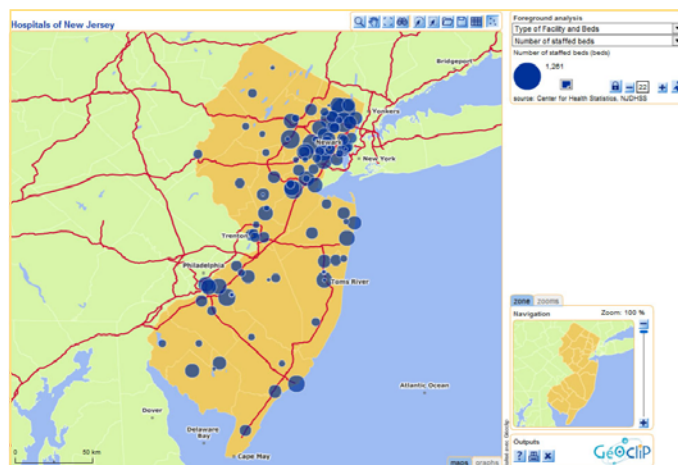 Hospitals of New Jersey
Bridgeport
Yonkers
Newark
New York
Trenton
Philadelphia
Toms River
Atlantic Ocean
Dover
Delaware
Bay
Cape May
0 50 km
maps graphs
Foreground analysis
Type of Facility and Beds
Number of staffed beds
Number of staffed beds (beds)
1,261
22
source: Center for Health Statistics, NJDHSS
zone zooms
Navigation Zoom: 100 %
Outputs
GéOclip